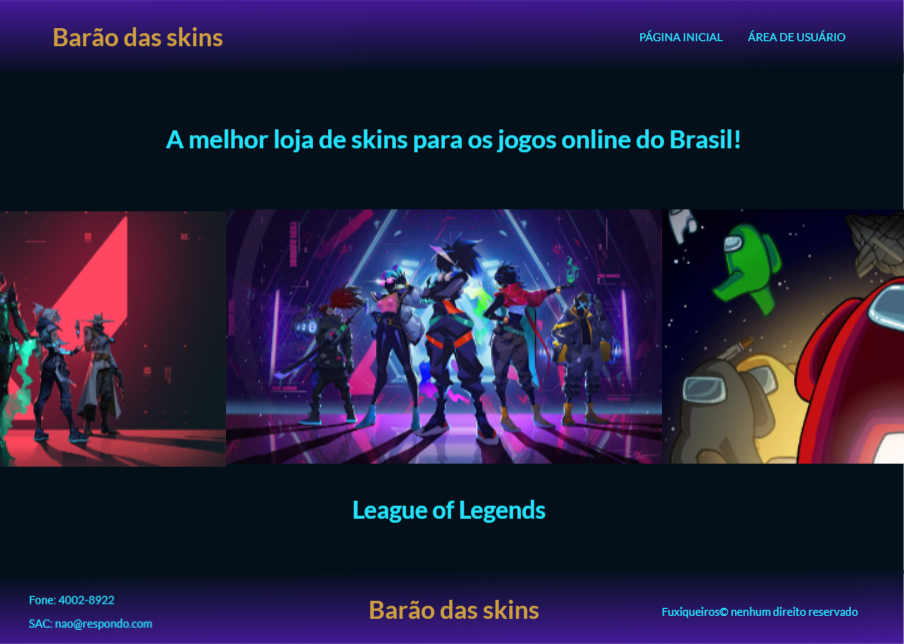 Barão das skins
PÁGINA INICIAL
ÁREA DE USUÁRIO
A melhor loja de skins para os jogos online do Brasil!
League of Legends
Fone: 4002-8922
SAC: nao@respondo.com
Barão das skins
Fuxiqueiros© nenhum direito reservado